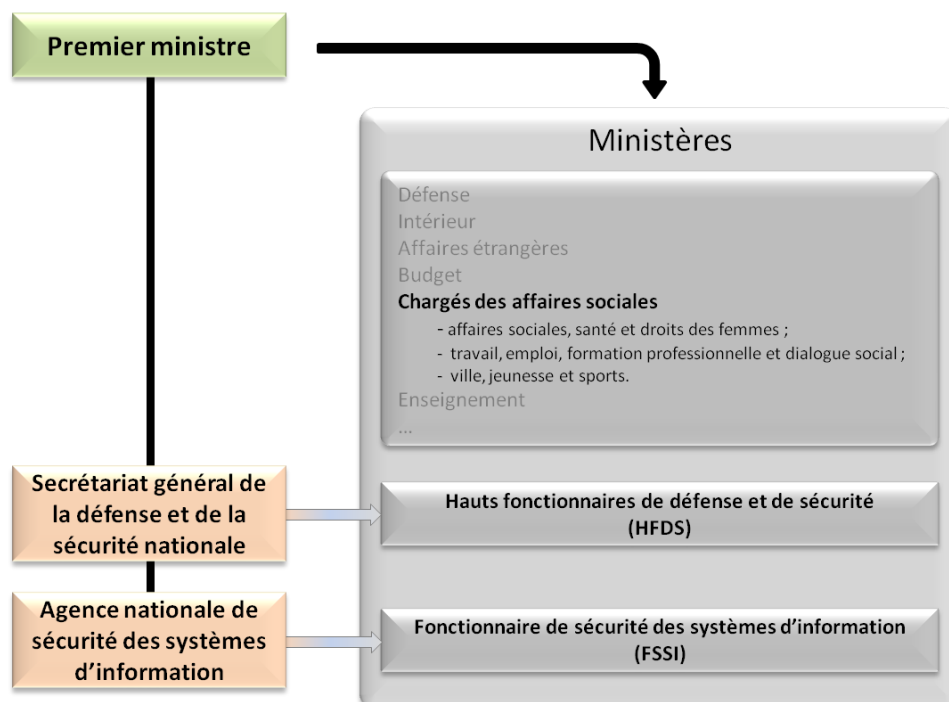 Premier ministre
Ministères
Défense
Intérieur
Affaires étrangères
Budget
Chargés des affaires sociales
- affaires sociales, santé et droits des femmes ;
- travail, emploi, formation professionnelle et dialogue social ;
- ville, jeunesse et sports.
Enseignement
...
Secrétariat général de
la défense et de la
sécurité nationale
Hauts fonctionnaires de défense et de sécurité
(HFDS)
Agence nationale de
sécurité des systèmes
d’information
Fonctionnaire de sécurité des systèmes d’information
(FSSI)